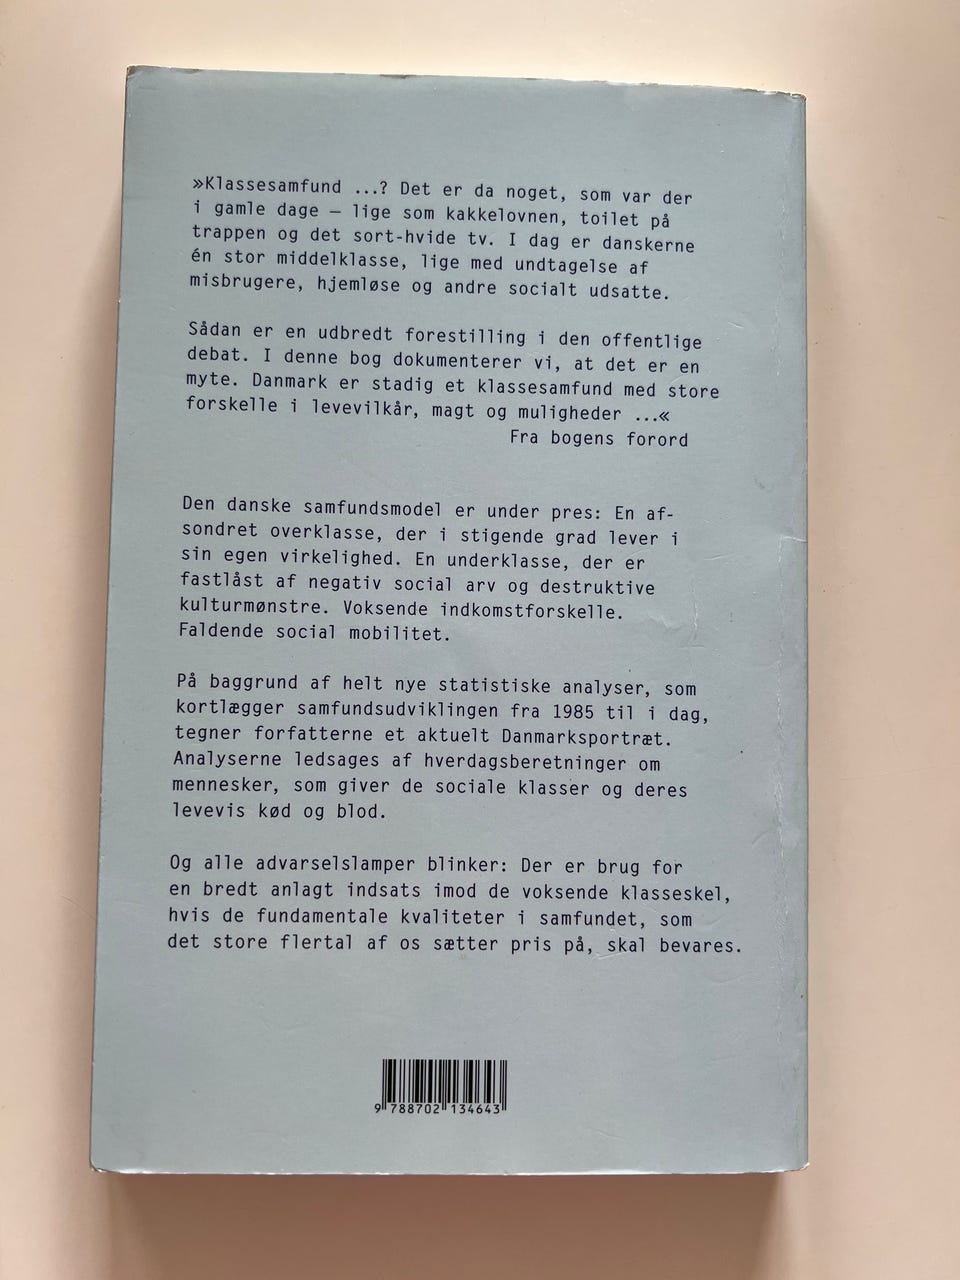 »Klassesamfund ...? Det er da noget, som var der
i gamle dage – lige som kakkelovnen, toilet på
trappen og det sort-hvide tv. I dag er danskerne
én stor middelklasse, lige med undtagelse af
misbrugere, hjemløse og andre socialt udsatte.
Sådan er en udbredt forestilling i den offentlige
debat. I denne bog dokumenterer vi, at det er en
myte. Danmark er stadig et klassesamfund med store
forskelle i levevilkår, magt og muligheder ...«
Fra bogens forord
Den danske samfundsmodel er under pres: En af-
sondret overklasse, der i stigende grad lever i
sin egen virkelighed. En underklasse, der er
fastlåst af negativ social arv og destruktive
kulturmønstre. Voksende indkomstforskelle.
Faldende social mobilitet.
På baggrund af helt nye statistiske analyser, som
kortlægger samfundsudviklingen fra 1985 til i dag,
tegner forfatterne et aktuelt Danmarksportræt.
Analyserne ledsages af hverdagsberetninger om
mennesker, som giver de sociale klasser og deres
levevis kød og blod.
Og alle advarselslamper blinker: Der er brug for
en bredt anlagt indsats imod de voksende klasseskel,
hvis de fundamentale kvaliteter i samfundet, som
det store flertal af os sætter pris på, skal bevares.
9 788702 134643